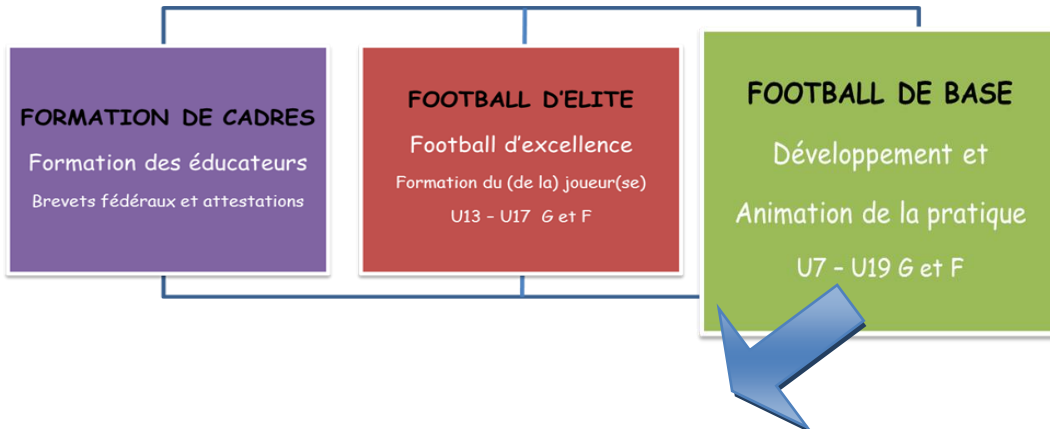 FORMATION DE CADRES
Formation des éducateurs
Brevets fédéraux et attestations
FOOTBALL D'ELITE
Football d'excellence
Formation du (de la) joueur(se)
U13 – U17 G et F
FOOTBALL DE BASE
Développement et
Animation de la pratique
U7 – U19 G et F